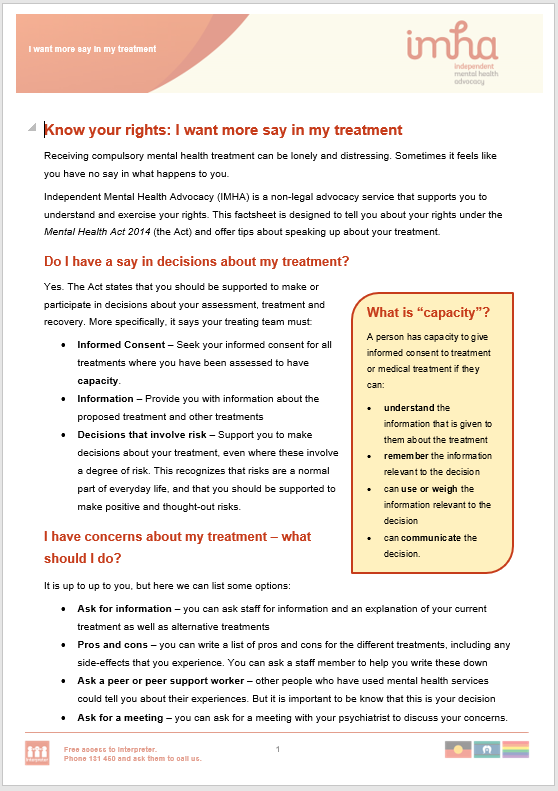 I want more say in my treatment
imha
independent
mental health
advocacy
Know your rights: I want more say in my treatment
Receiving compulsory mental health treatment can be lonely and distressing. Sometimes it feels like
you have no say in what happens to you.
Independent Mental Health Advocacy (IMHA) is a non-legal advocacy service that supports you to
understand and exercise your rights. This factsheet is designed to tell you about your rights under the
Mental Health Act 2014 (the Act) and offer tips about speaking up about your treatment.
Do I have a say in decisions about my treatment?
Yes. The Act states that you should be supported to make or
participate in decisions about your assessment, treatment and
recovery. More specifically, it says your treating team must:
• Informed Consent – Seek your informed consent for all
treatments where you have been assessed to have
capacity.
• Information – Provide you with information about the
proposed treatment and other treatments
• Decisions that involve risk – Support you to make
decisions about your treatment, even where these involve
a degree of risk. This recognizes that risks are a normal
part of everyday life, and that you should be supported to
make positive and thought-out risks.
What is “capacity”?
A person has capacity to give
informed consent to treatment
or medical treatment if they
can:
• understand the
information that is given to
them about the treatment
• remember the information
relevant to the decision
• can use or weigh the
information relevant to the
decision
• can communicate the
decision.
I have concerns about my treatment – what
should I do?
It is up to up to you, but here we can list some options:
• Ask for information – you can ask staff for information and an explanation of your current
treatment as well as alternative treatments
• Pros and cons – you can write a list of pros and cons for the different treatments, including any
side-effects that you experience. You can ask a staff member to help you write these down
• Ask a peer or peer support worker – other people who have used mental health services
could tell you about their experiences. But it is important to be know that this is your decision
• Ask for a meeting – you can ask for a meeting with your psychiatrist to discuss your concerns.
Interpreter
Free access to Interpreter.
Phone 131 450 and ask them to call us.
1